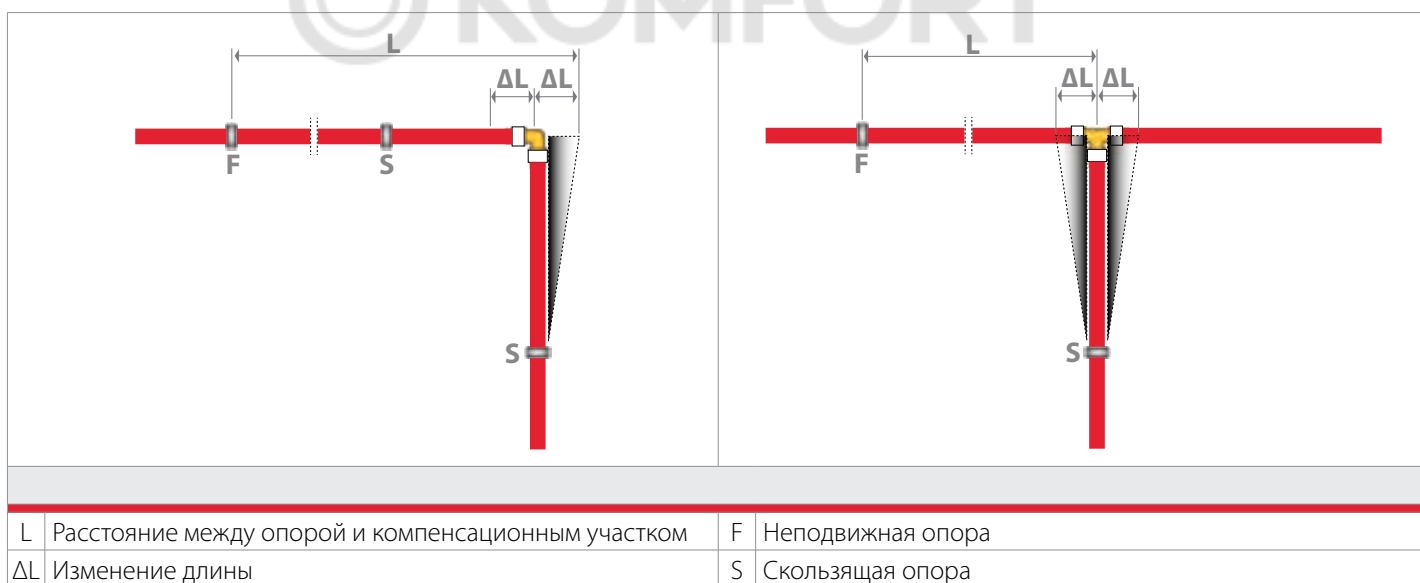 KOMFORT
L
ΔL ΔL
F
S
S
L
ΔL ΔL
F
S
L Расстояние между опорой и компенсационным участком
F Неподвижная опора
ΔL Изменение длины
S Скользящая опора